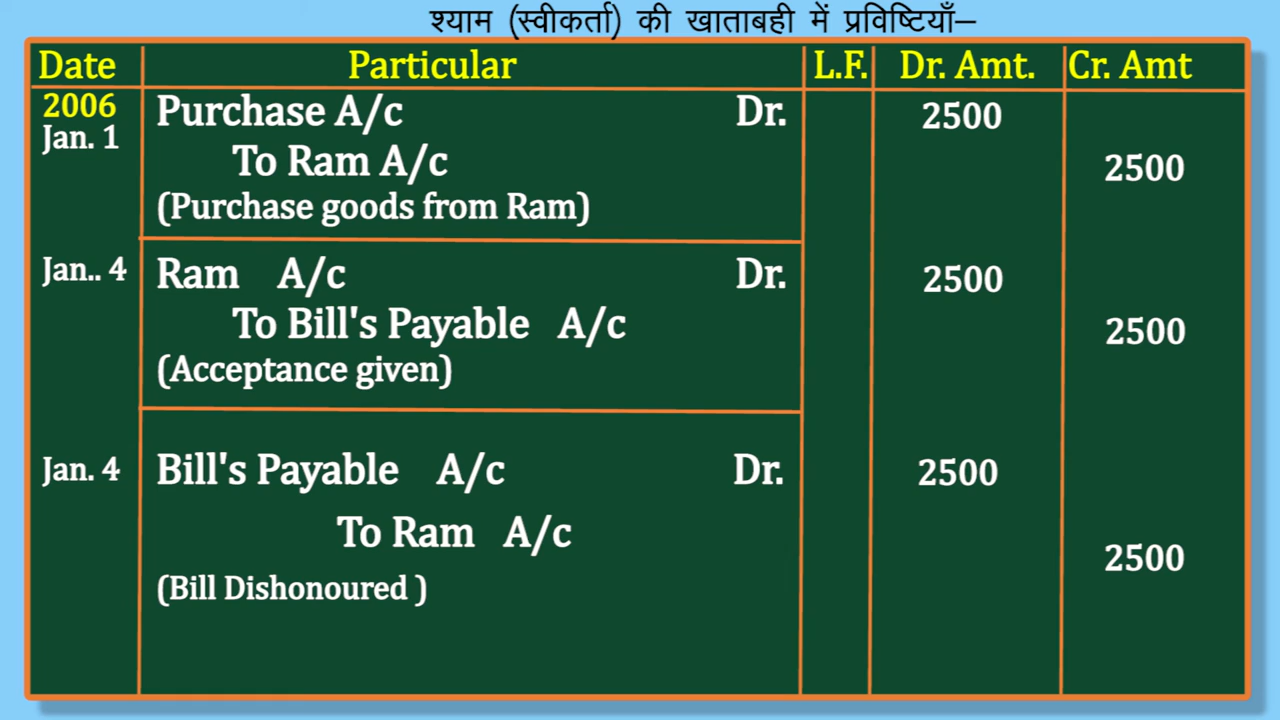 श्याम (स्वीकर्ता) की खाताबही में प्रविष्टियाँ–
Date Particular L.F. Dr. Amt. Cr. Amt
2006
Jan. 1 Purchase A/c Dr. 2500
To Ram A/c 2500
(Purchase goods from Ram)
Jan.. 4 Ram A/c Dr. 2500
To Bill's Payable A/c 2500
(Acceptance given)
Jan. 4 Bill's Payable A/c Dr. 2500
To Ram A/c
2500
(Bill Dishonoured )